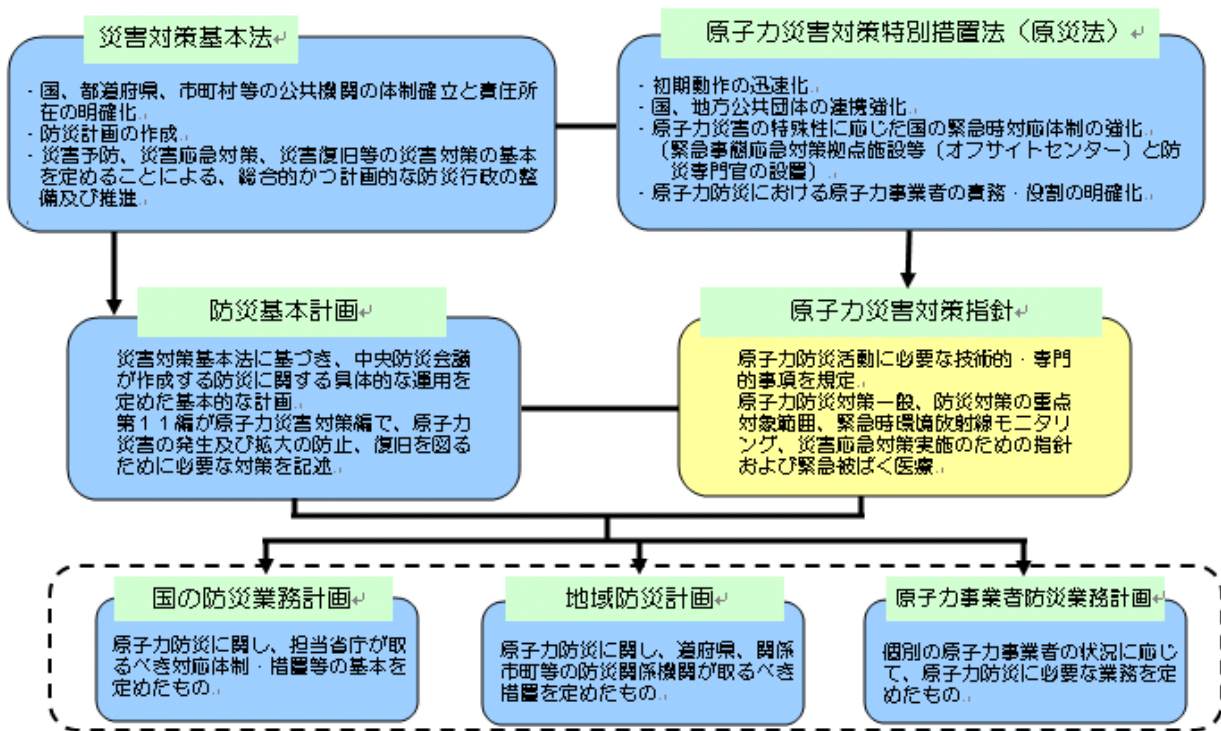 災害対策基本法
・国、都道府県、市町村等の公共機関の体制確立と責任所
在の明確化
・防災計画の作成
・災害予防、災害応急対策、災害復旧等の災害対策の基本
を定めることによる、総合的かつ計画的な防災行政の整
備及び推進
原子力災害対策特別措置法（原災法）
・初期動作の迅速化
・国、地方公共団体の連携強化
・原子力災害の特殊性に応じた国の緊急時対応体制の強化
（緊急事態応急対策拠点施設等（オフサイトセンター）と防
災専門官の設置）
・原子力防災における原子力事業者の責務・役割の明確化
防災基本計画
災害対策基本法に基づき、中央防災会議
が作成する防災に関する具体的な運用を
定めた基本的な計画
第１１編が原子力災害対策編で、原子力
災害の発生及び拡大の防止、復旧を図る
ために必要な対策を記述
原子力災害対策指針
原子力防災活動に必要な技術的・専門
的事項を規定
原子力防災対策一般、防災対策の重点
対象範囲、緊急時環境放射線モニタリ
ング、災害応急対策実施のための指針
および緊急被ばく医療
国の防災業務計画
原子力防災に関し、担当省庁が取
るべき対応体制・措置等の基本を
定めたもの
地域防災計画
原子力防災に関し、道府県、関係
市町等の防災関係機関が取るべき
措置を定めたもの
原子力事業者防災業務計画
個別の原子力事業者の状況に応じ
て、原子力防災に必要な業務を定
めたもの